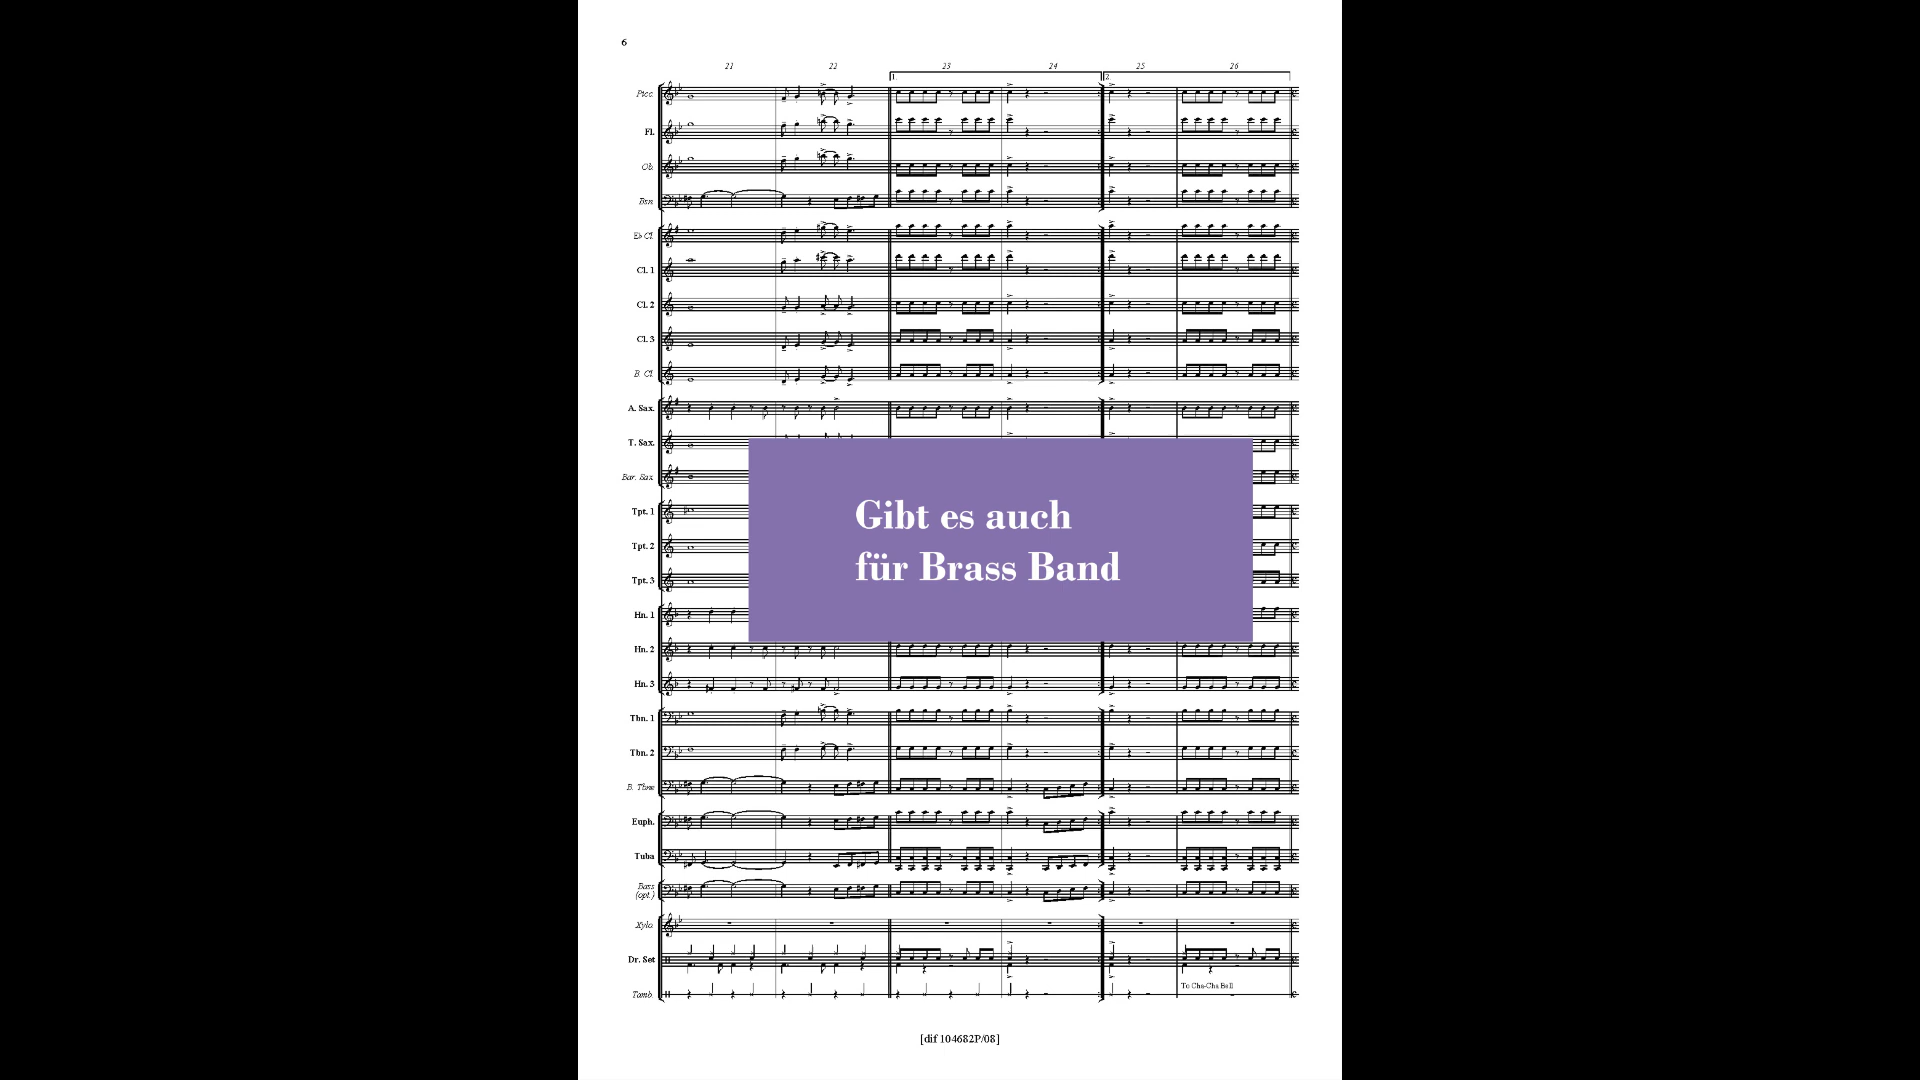 6
21 22 23 24 25 26
1. 2.
Picc.
Fl.
Ob.
Bsn.
E♭ Cl.
Cl. 1
Cl. 2
Cl. 3
B. Cl.
A. Sax.
T. Sax.
Bar. Sax.
Tpt. 1
Tpt. 2
Tpt. 3
Hn. 1
Hn. 2
Hn. 3
Tbn. 1
Tbn. 2
B. Tbne
Euph.
Tuba
Bass
(opt.)
Xylo.
Dr. Set
Tamb.
Gibt es auch
für Brass Band
To Cha-Cha Bell
[dif 104682P/08]